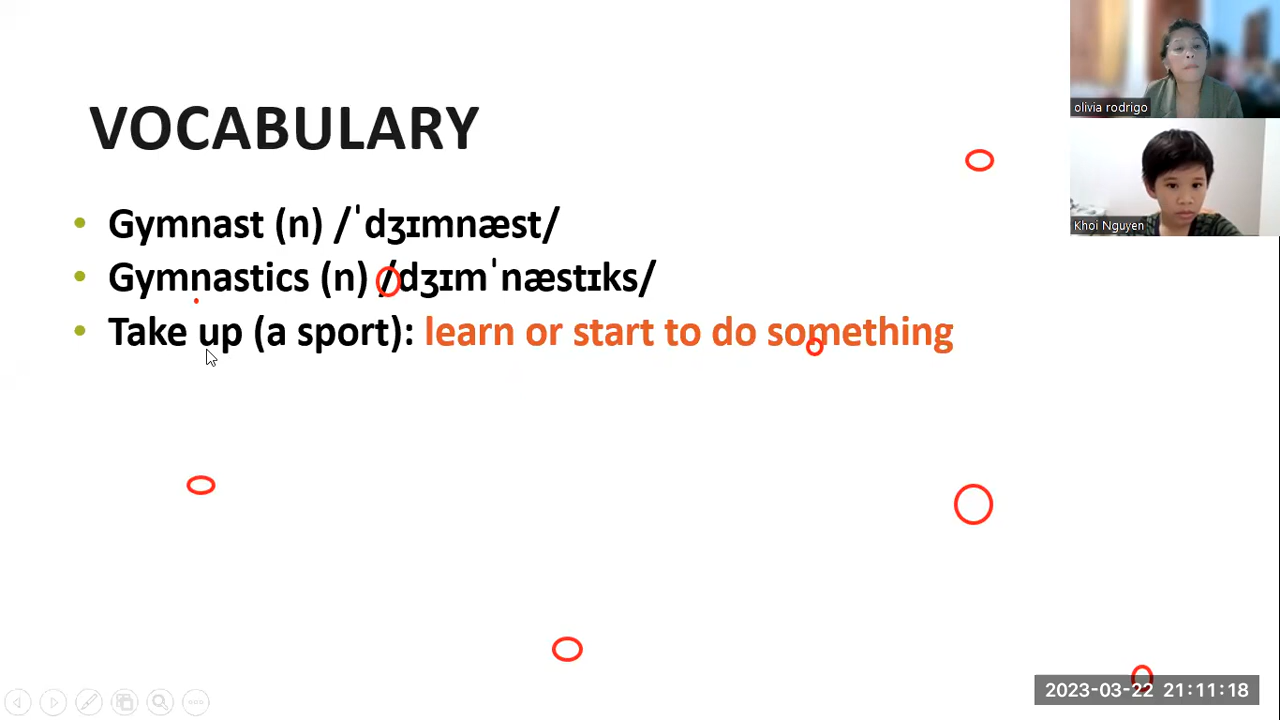 VOCABULARY
• Gymnast (n) /ˈdʒɪmnæst/
• Gymnastics (n) /dʒɪmˈnæstɪks/
• Take up (a sport): learn or start to do something
olivia rodrigo
Khoi Nguyen
2023-03-22 21:11:18